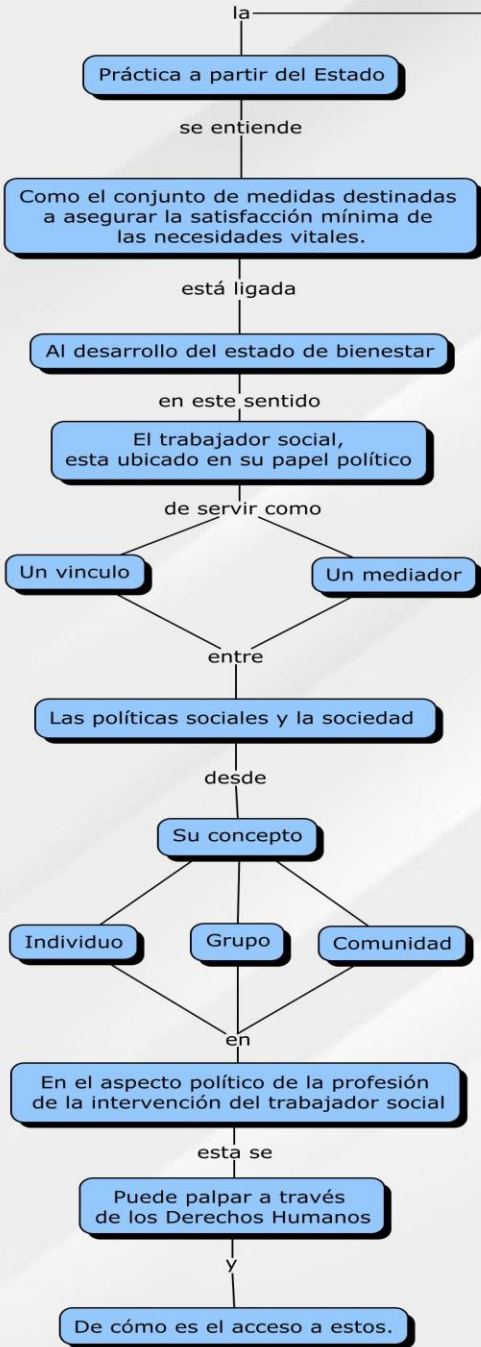 la
Práctica a partir del Estado
se entiende
Como el conjunto de medidas destinadas
a asegurar la satisfacción mínima de
las necesidades vitales.
está ligada
Al desarrollo del estado de bienestar
en este sentido
El trabajador social,
esta ubicado en su papel político
de servir como
Un vinculo
Un mediador
entre
Las políticas sociales y la sociedad
desde
Su concepto
Individuo
Grupo
Comunidad
en
En el aspecto político de la profesión
de la intervención del trabajador social
esta se
Puede palpar a través
de los Derechos Humanos
y
De cómo es el acceso a estos.